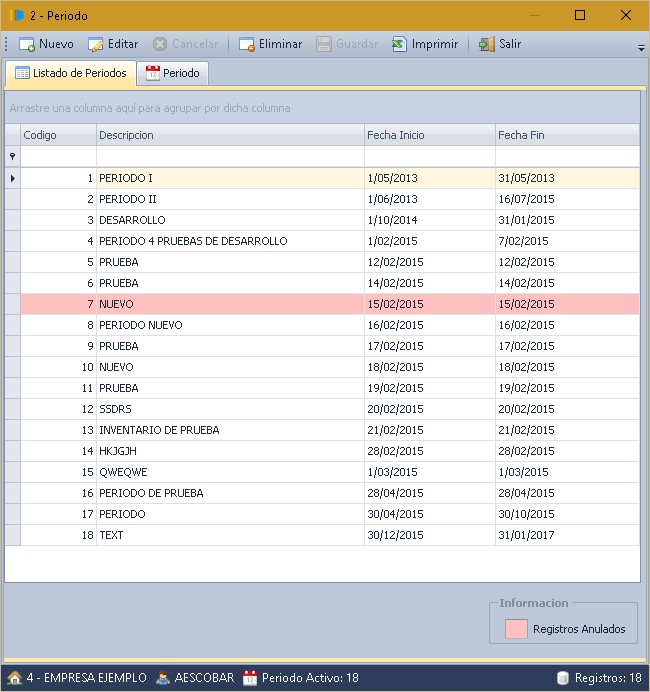 2 - Periodo
Nuevo Editar Cancelar Eliminar Guardar Imprimir Salir
Listado de Periodos Periodo
Arrastre una columna aquí para agrupar por dicha columna
Codigo Descripcion Fecha Inicio Fecha Fin
1 PERIODO I 1/05/2013 31/05/2013
2 PERIODO II 1/06/2013 16/07/2015
3 DESARROLLO 1/10/2014 31/01/2015
4 PERIODO 4 PRUEBAS DE DESARROLLO 1/02/2015 7/02/2015
5 PRUEBA 12/02/2015 12/02/2015
6 PRUEBA 14/02/2015 14/02/2015
7 NUEVO 15/02/2015 15/02/2015
8 PERIODO NUEVO 16/02/2015 16/02/2015
9 PRUEBA 17/02/2015 17/02/2015
10 NUEVO 18/02/2015 18/02/2015
11 PRUEBA 19/02/2015 19/02/2015
12 SSDRS 20/02/2015 20/02/2015
13 INVENTARIO DE PRUEBA 21/02/2015 21/02/2015
14 HKJGJH 28/02/2015 28/02/2015
15 QWEQWE 1/03/2015 1/03/2015
16 PERIODO DE PRUEBA 28/04/2015 28/04/2015
17 PERIODO 30/04/2015 30/10/2015
18 TEXT 30/12/2015 31/01/2017
Informacion
Registros Anulados
4 - EMPRESA EJEMPLO AESCOBAR Periodo Activo: 18 Registros: 18